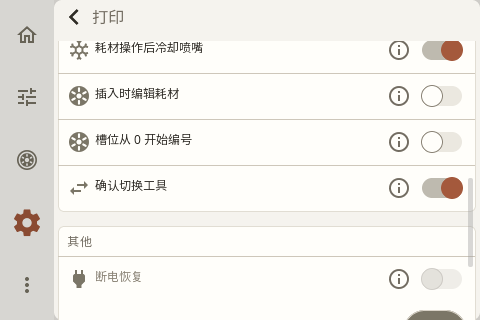 打印
耗材操作后冷却喷嘴
插入时编辑耗材
槽位从 0 开始编号
确认切换工具
其他
断电恢复